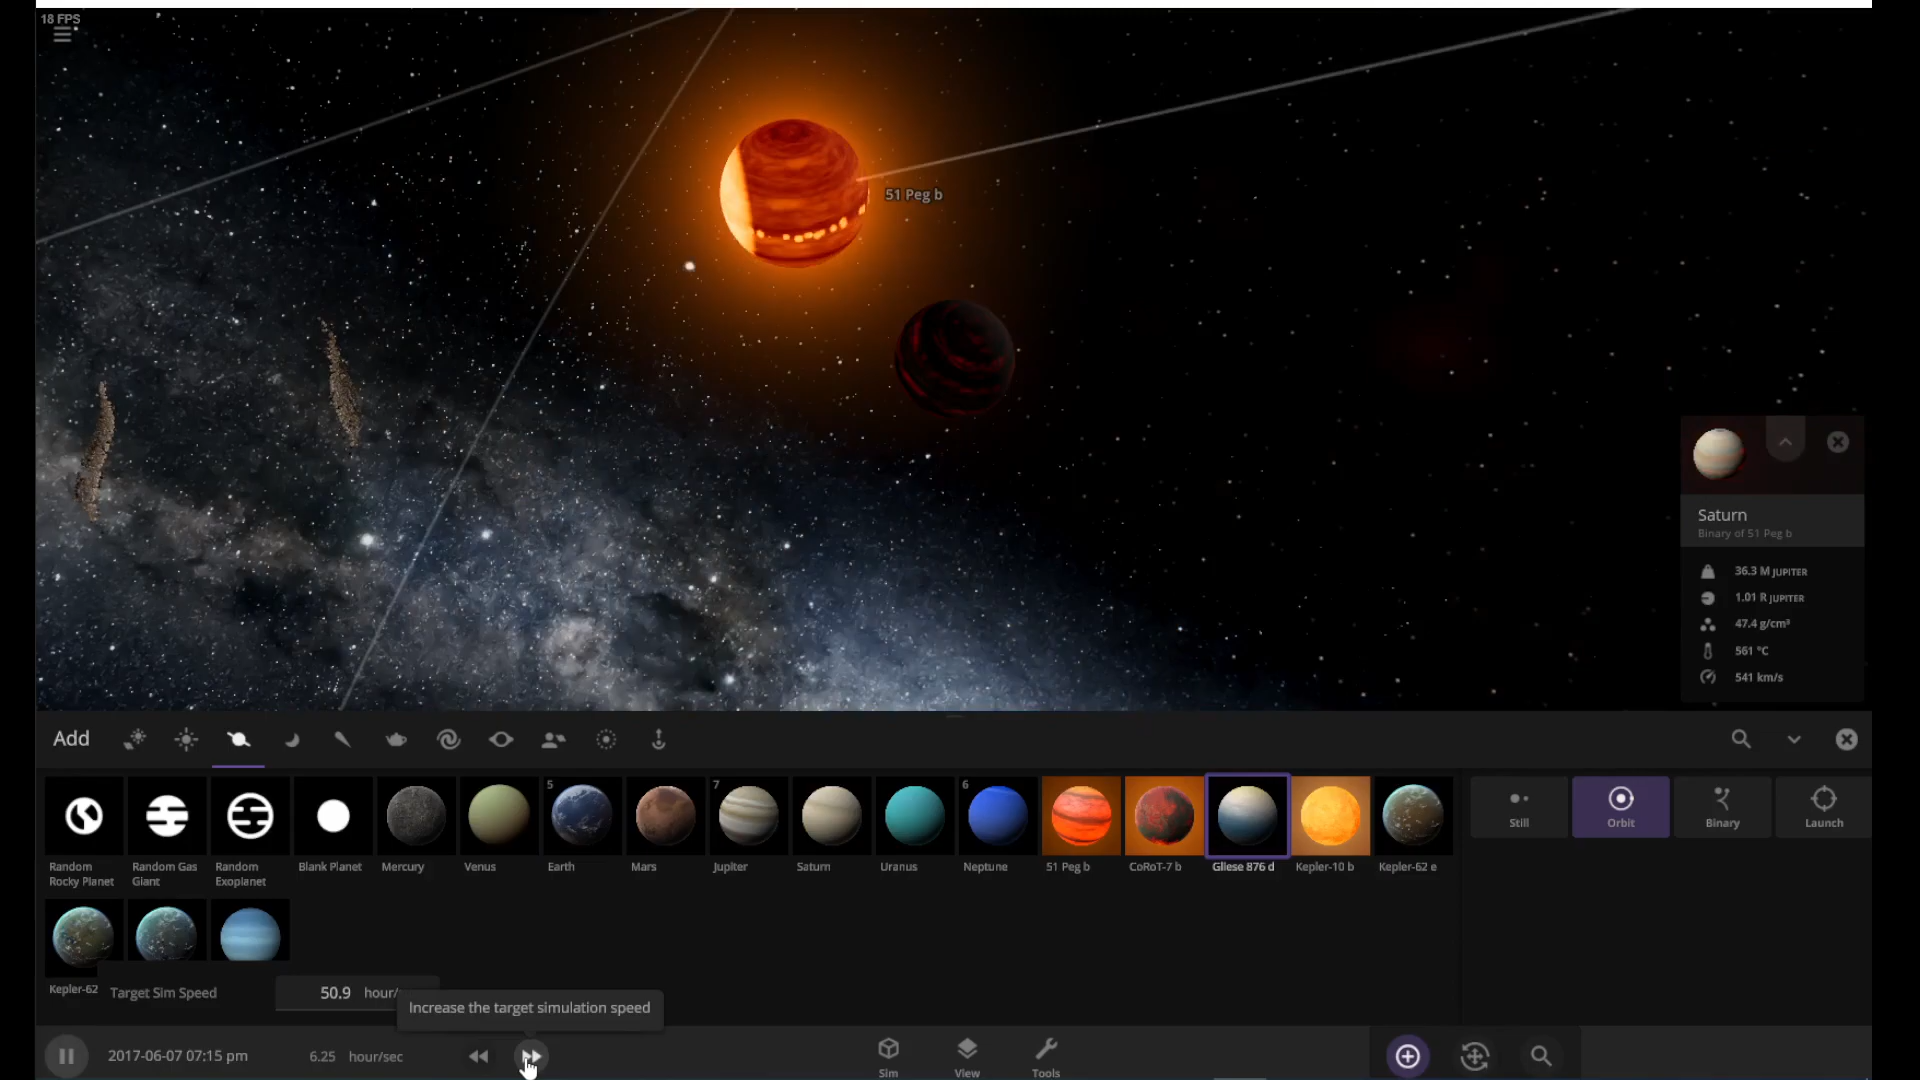 18 FPS
51 Peg b
Saturn
Binary of 51 Peg b
36.3 M JUPITER
1.01 R JUPITER
47.4 g/cm³
561 °C
541 km/s
Add
5
7
6
Random Rocky Planet
Random Gas Giant
Random Exoplanet
Blank Planet
Mercury
Venus
Earth
Mars
Jupiter
Saturn
Uranus
Neptune
51 Peg b
CoRoT-7 b
Gliese 876 d
Kepler-10 b
Kepler-62 e
Still
Orbit
Binary
Launch
Kepler-62
Target Sim Speed
50.9 hour/
Increase the target simulation speed
2017-06-07 07:15 pm
6.25 hour/sec
Sim
View
Tools